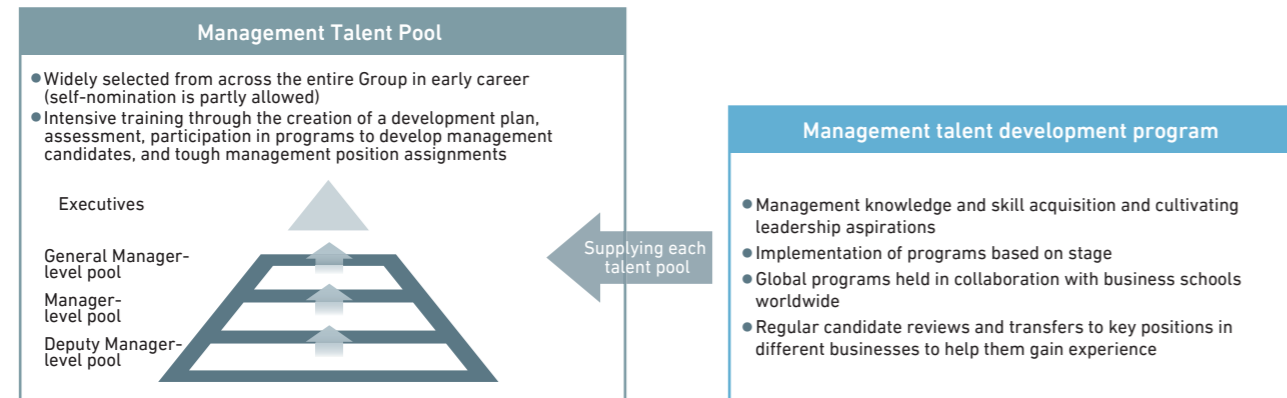 Management Talent Pool
● Widely selected from across the entire Group in early career
(self-nomination is partly allowed)
● Intensive training through the creation of a development plan,
assessment, participation in programs to develop management
candidates, and tough management position assignments
Executives
General Manager-
level pool
Manager-
level pool
Deputy Manager-
level pool
Supplying each
talent pool
Management talent development program
● Management knowledge and skill acquisition and cultivating
leadership aspirations
● Implementation of programs based on stage
● Global programs held in collaboration with business schools
worldwide
● Regular candidate reviews and transfers to key positions in
different businesses to help them gain experience